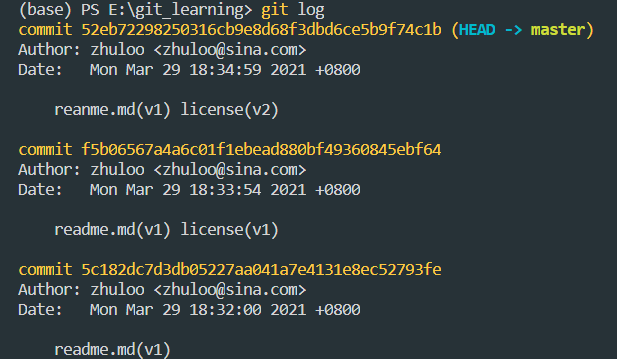 (base) PS E:\git_learning> git log
commit 52eb72298250316cb9e8d68f3dbd6ce5b9f74c1b (HEAD -> master)
Author: zhuloo <zhuloo@sina.com>
Date:   Mon Mar 29 18:34:59 2021 +0800
reanme.md(v1) license(v2)
commit f5b06567a4a6c01f1ebead880bf49360845ebf64
Author: zhuloo <zhuloo@sina.com>
Date:   Mon Mar 29 18:33:54 2021 +0800
readme.md(v1) license(v1)
commit 5c182dc7d3db05227aa041a7e4131e8ec52793fe
Author: zhuloo <zhuloo@sina.com>
Date:   Mon Mar 29 18:32:00 2021 +0800
readme.md(v1)